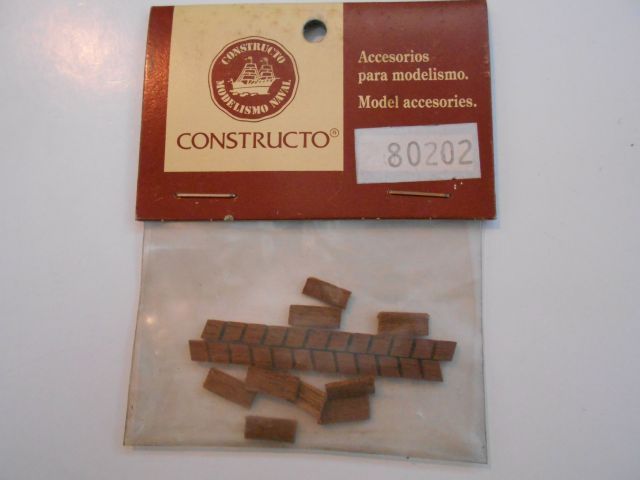 CONSTRUCTO
MODELISMO NAVAL
CONSTRUCTO®
Accesorios
para modelismo.
Model accesories.
80202